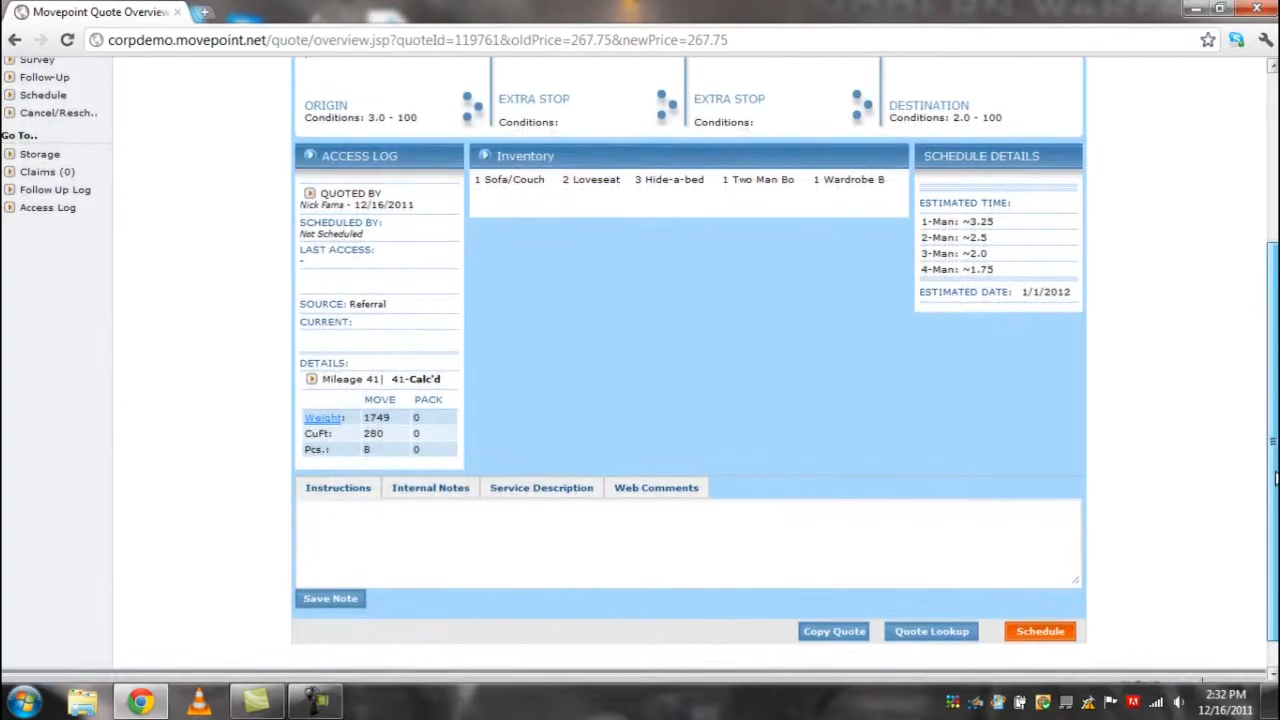 Movepoint Quote Overview
corpdemo.movepoint.net/quote/overview.jsp?quoteId=119761&oldPrice=267.75&newPrice=267.75
Survey
Follow-Up
Schedule
Cancel/Resch..
Go To..
Storage
Claims (0)
Follow Up Log
Access Log
ORIGIN
Conditions: 3.0 - 100
EXTRA STOP
Conditions:
EXTRA STOP
Conditions:
DESTINATION
Conditions: 2.0 - 100
ACCESS LOG
QUOTED BY
Nick Fama - 12/16/2011
SCHEDULED BY:
Not Scheduled
LAST ACCESS:
-
SOURCE: Referral
CURRENT:
DETAILS:
Mileage 41| 41-Calc'd
MOVE PACK
Weight: 1749 0
CuFt: 280 0
Pcs.: 8 0
Inventory
1 Sofa/Couch 2 Loveseat 3 Hide-a-bed 1 Two Man Bo 1 Wardrobe B
SCHEDULE DETAILS
ESTIMATED TIME:
1-Man: ~3.25
2-Man: ~2.5
3-Man: ~2.0
4-Man: ~1.75
ESTIMATED DATE: 1/1/2012
Instructions Internal Notes Service Description Web Comments
Save Note
Copy Quote Quote Lookup Schedule
2:32 PM
12/16/2011